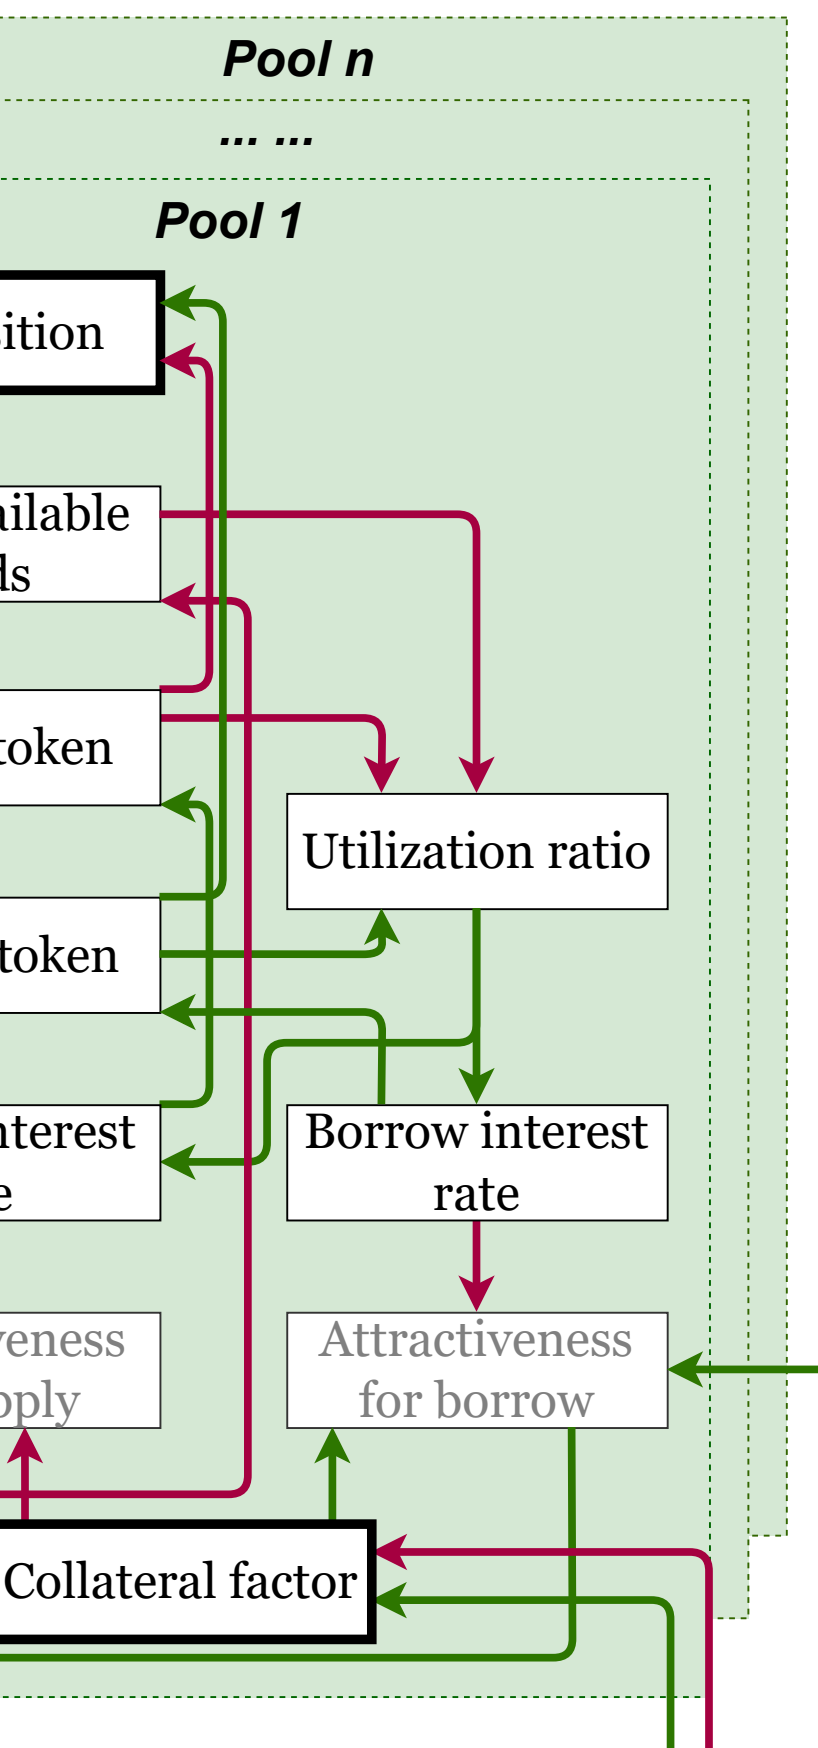 Pool n
... ...
Pool 1
ition
ailable
ds
token
Utilization ratio
token
nterest
e
Borrow interest
rate
veness
pply
Attractiveness
for borrow
Collateral factor